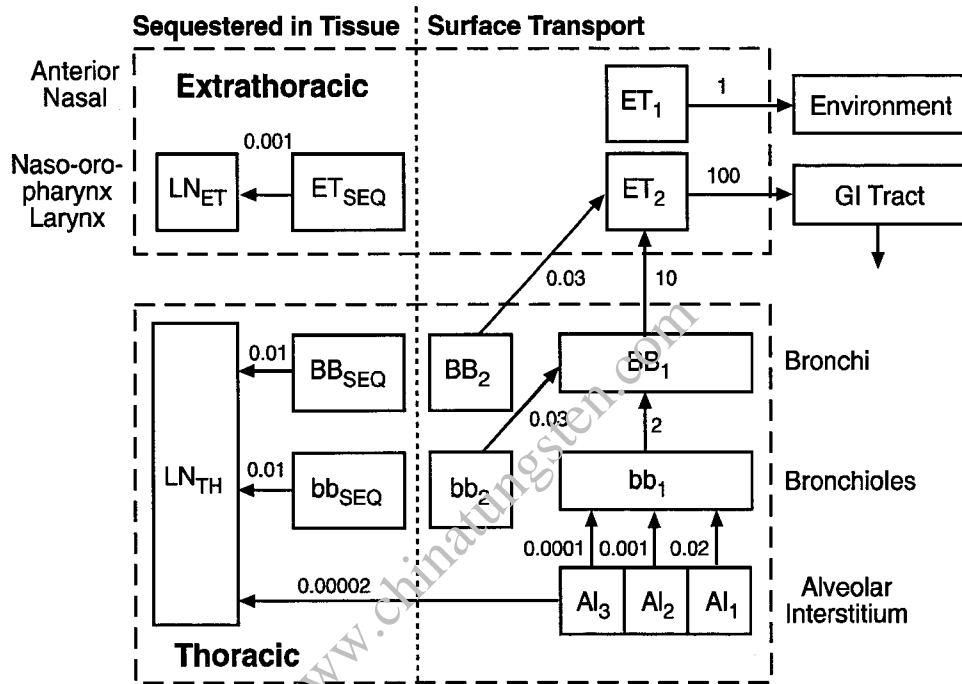 Sequestered in Tissue
Surface Transport
Anterior
Nasal
Extrathoracic
ET1
1
Environment
Naso-oro-
pharynx
Larynx
LNET
0.001
ETSEQ
ET2
100
GI Tract
0.03
10
LNTH
0.01
BBSEQ
BB2
BB1
Bronchi
0.03
2
0.01
bbSEQ
bb2
bb1
Bronchioles
0.0001
0.001
0.02
0.00002
AI3
AI2
AI1
Alveolar
Interstitium
Thoracic
www.chinatungsten.com